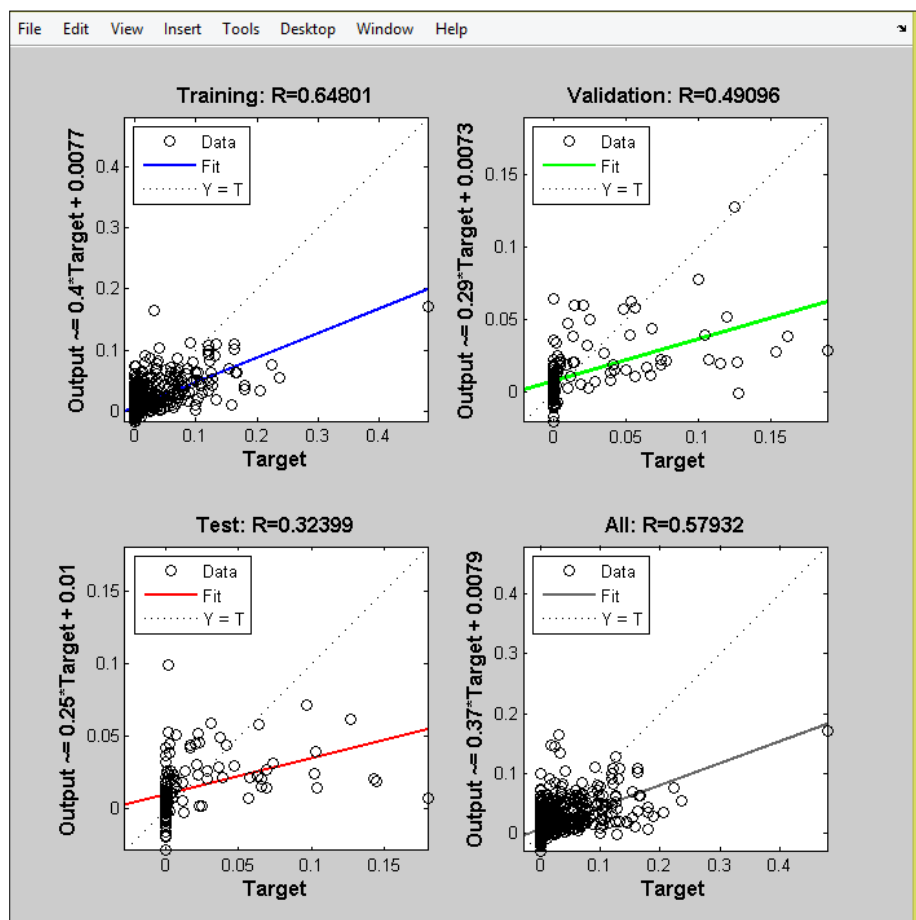 File Edit View Insert Tools Desktop Window Help
Training: R=0.64801
Output ~= 0.4*Target + 0.0077
Data
Fit
Y = T
0.4
0.3
0.2
0.1
0
0 0.1 0.2 0.3 0.4
Target
Validation: R=0.49096
Output ~= 0.29*Target + 0.0073
Data
Fit
Y = T
0.15
0.1
0.05
0
0 0.05 0.1 0.15
Target
Test: R=0.32399
Output ~= 0.25*Target + 0.01
Data
Fit
Y = T
0.15
0.1
0.05
0
0 0.05 0.1 0.15
Target
All: R=0.57932
Output ~= 0.37*Target + 0.0079
Data
Fit
Y = T
0.4
0.3
0.2
0.1
0
0 0.1 0.2 0.3 0.4
Target